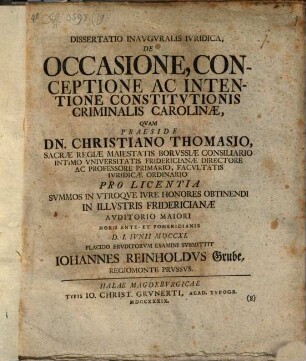 DISSERTATIO INAVGVRALIS IVRIDICA,
DE
OCCASIONE, CON-
CEPTIONE AC INTEN-
TIONE CONSTITVTIONIS
CRIMINALIS CAROLINÆ,
QVAM
PRAESIDE
DN. CHRISTIANO THOMASIO,
SACRÆ REGIÆ MAIESTATIS BORVSSIÆ CONSILIARIO
INTIMO VNIVERSITATIS FRIDERICIANÆ DIRECTORE
AC PROFESSORE PRIMARIO, FACVLTATIS
IVRIDICÆ ORDINARIO
PRO LICENTIA
SVMMOS IN VTROQVE IVRE HONORES OBTINENDI
IN ILLVSTRIS FRIDERICIANÆ
AVDITORIO MAIORI
HORIS ANTE- ET POMERIDIANIS
D. I. IVNII MDCCXI.
PLACIDO ERVDITORVM EXAMINI SVBMITTIT
IOHANNES REINHOLDVS Grube,
REGIOMONTE PRVSSVS.
HALAE MAGDEBVRGICAE
TYPIS IO. CHRIST. GRVNERTI, ACAD. TYPOGR.
MDCCXXXIX.